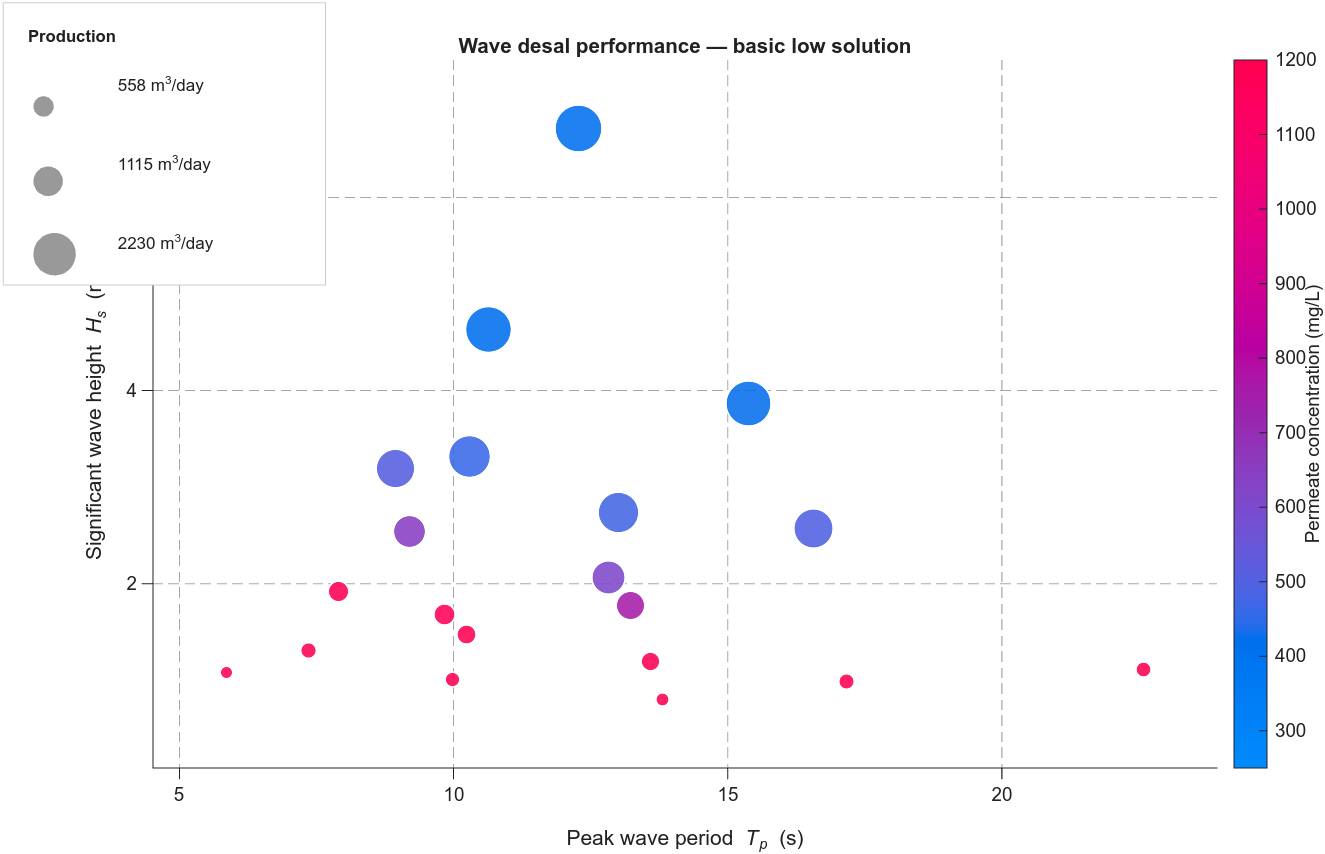 Production
558 m³/day
1115 m³/day
2230 m³/day
Wave desal performance — basic low solution
Significant wave height Hₛ
4
2
5
10
15
20
Peak wave period Tₚ (s)
1200
1100
1000
900
800
700
600
500
400
300
Permeate concentration (mg/L)